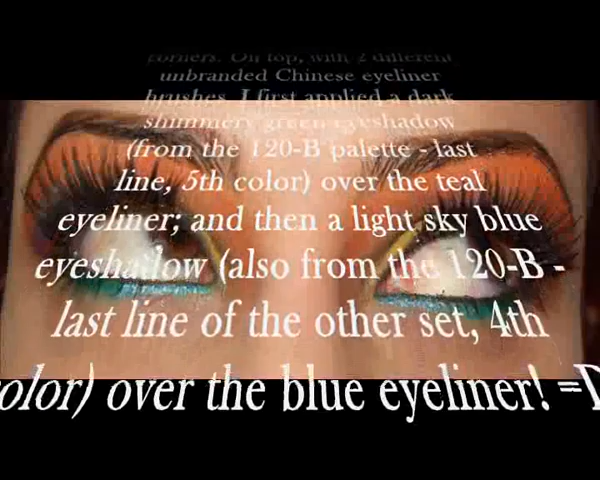 corners. On top, with 2 different
unbranded Chinese eyeliner
brushes, I first applied a dark
shimmery green eyeshadow
(from the 120-B palette - last
line, 5th color) over the teal
eyeliner; and then a light sky blue
eyeshadow (also from the 120-B -
last line of the other set, 4th
color) over the blue eyeliner! =D